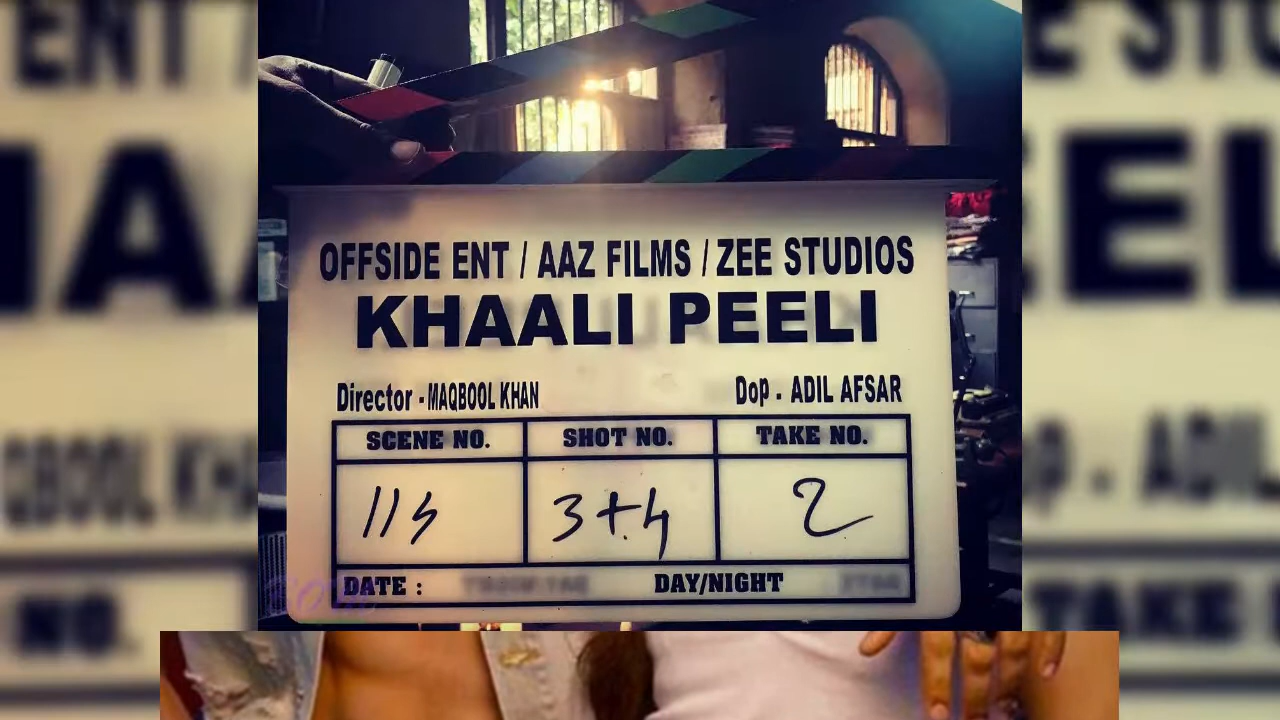 OFFSIDE ENT / AAZ FILMS / ZEE STUDIOS
KHAALI PEELI
Director - MAQBOOL KHAN Dop - ADIL AFSAR
SCENE NO. SHOT NO. TAKE NO.
3+4 2
DATE : DAY/NIGHT